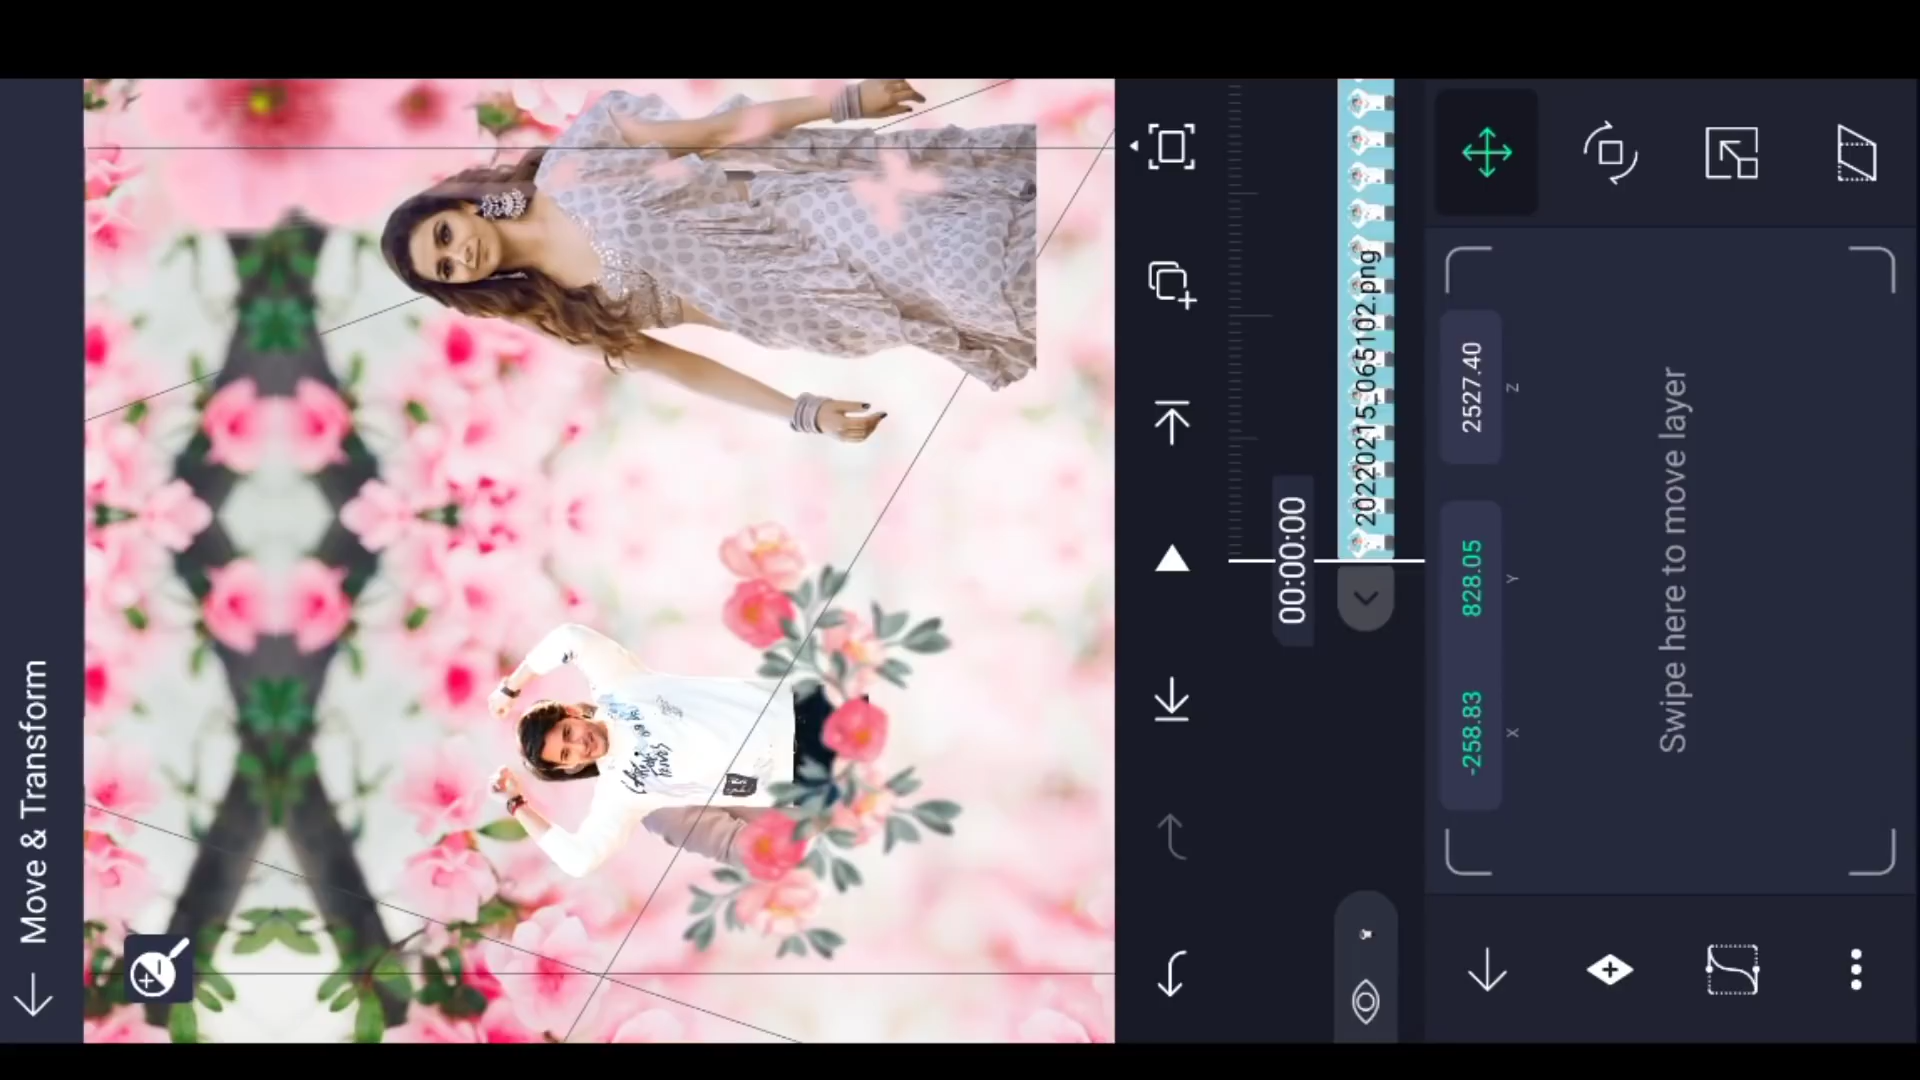 Move & Transform
00:00:00
20220215_065102.png
-258.83
X
828.05
Y
2527.40
Z
Swipe here to move layer